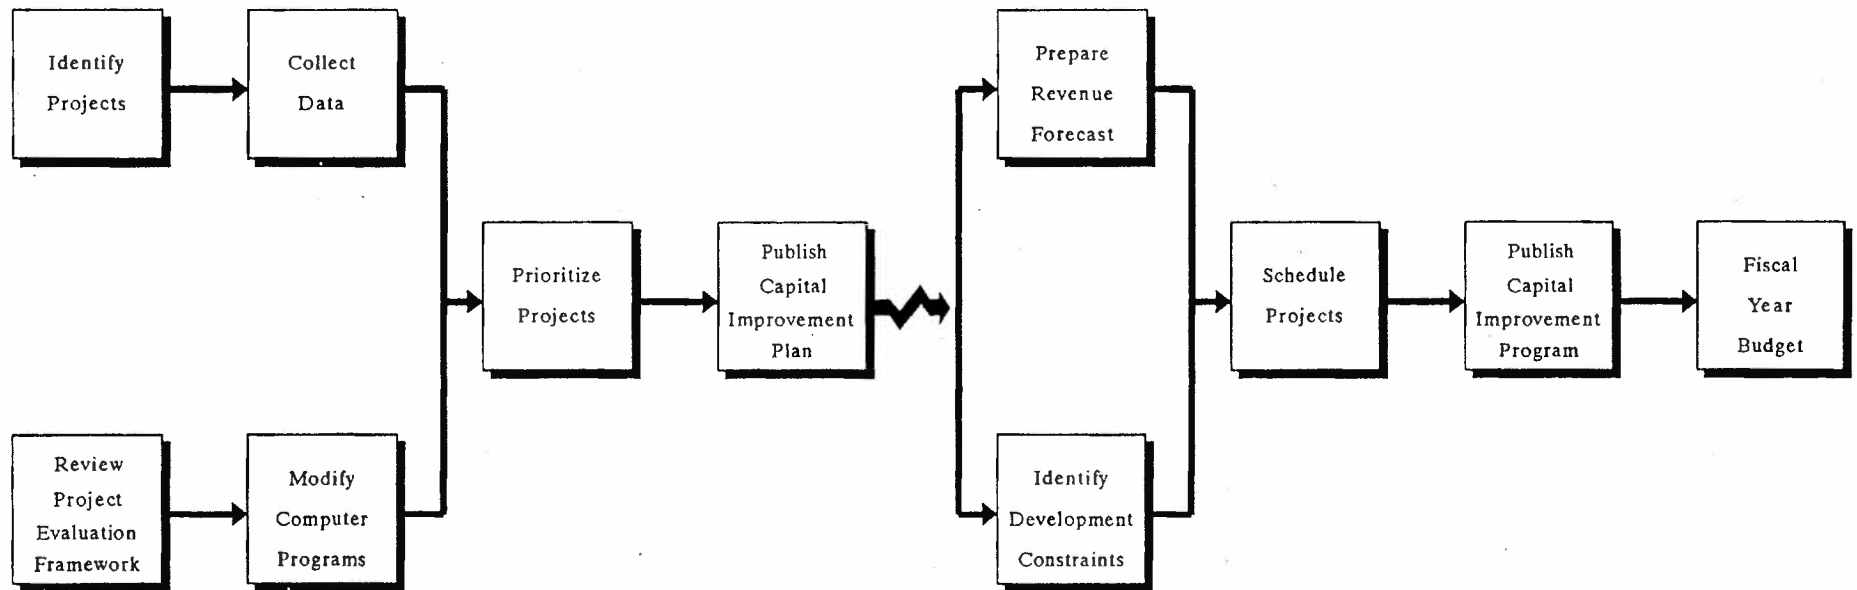 Identify
Projects
Collect
Data
Review
Project
Evaluation
Framework
Modify
Computer
Programs
Prioritize
Projects
Publish
Capital
Improvement
Plan
Prepare
Revenue
Forecast
Identify
Development
Constraints
Schedule
Projects
Publish
Capital
Improvement
Program
Fiscal
Year
Budget